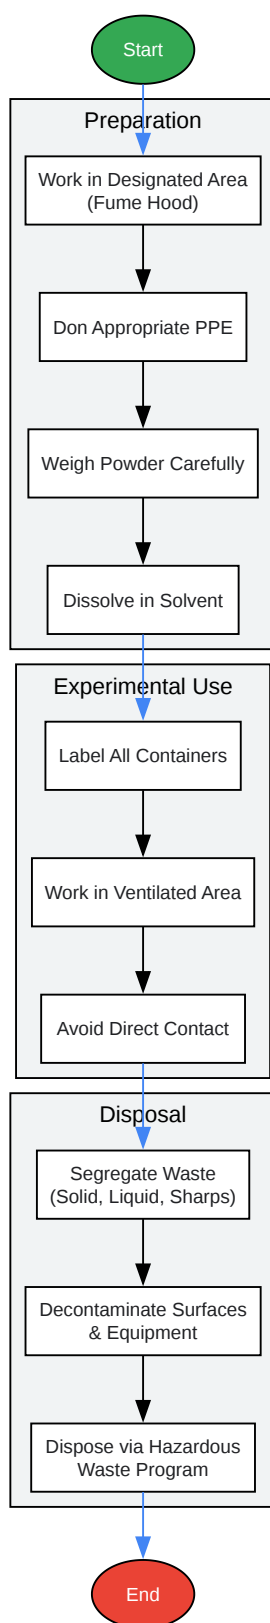 Start
Preparation
Work in Designated Area
(Fume Hood)
Don Appropriate PPE
Weigh Powder Carefully
Dissolve in Solvent
Experimental Use
Label All Containers
Work in Ventilated Area
Avoid Direct Contact
Disposal
Segregate Waste
(Solid, Liquid, Sharps)
Decontaminate Surfaces
& Equipment
Dispose via Hazardous
Waste Program
End